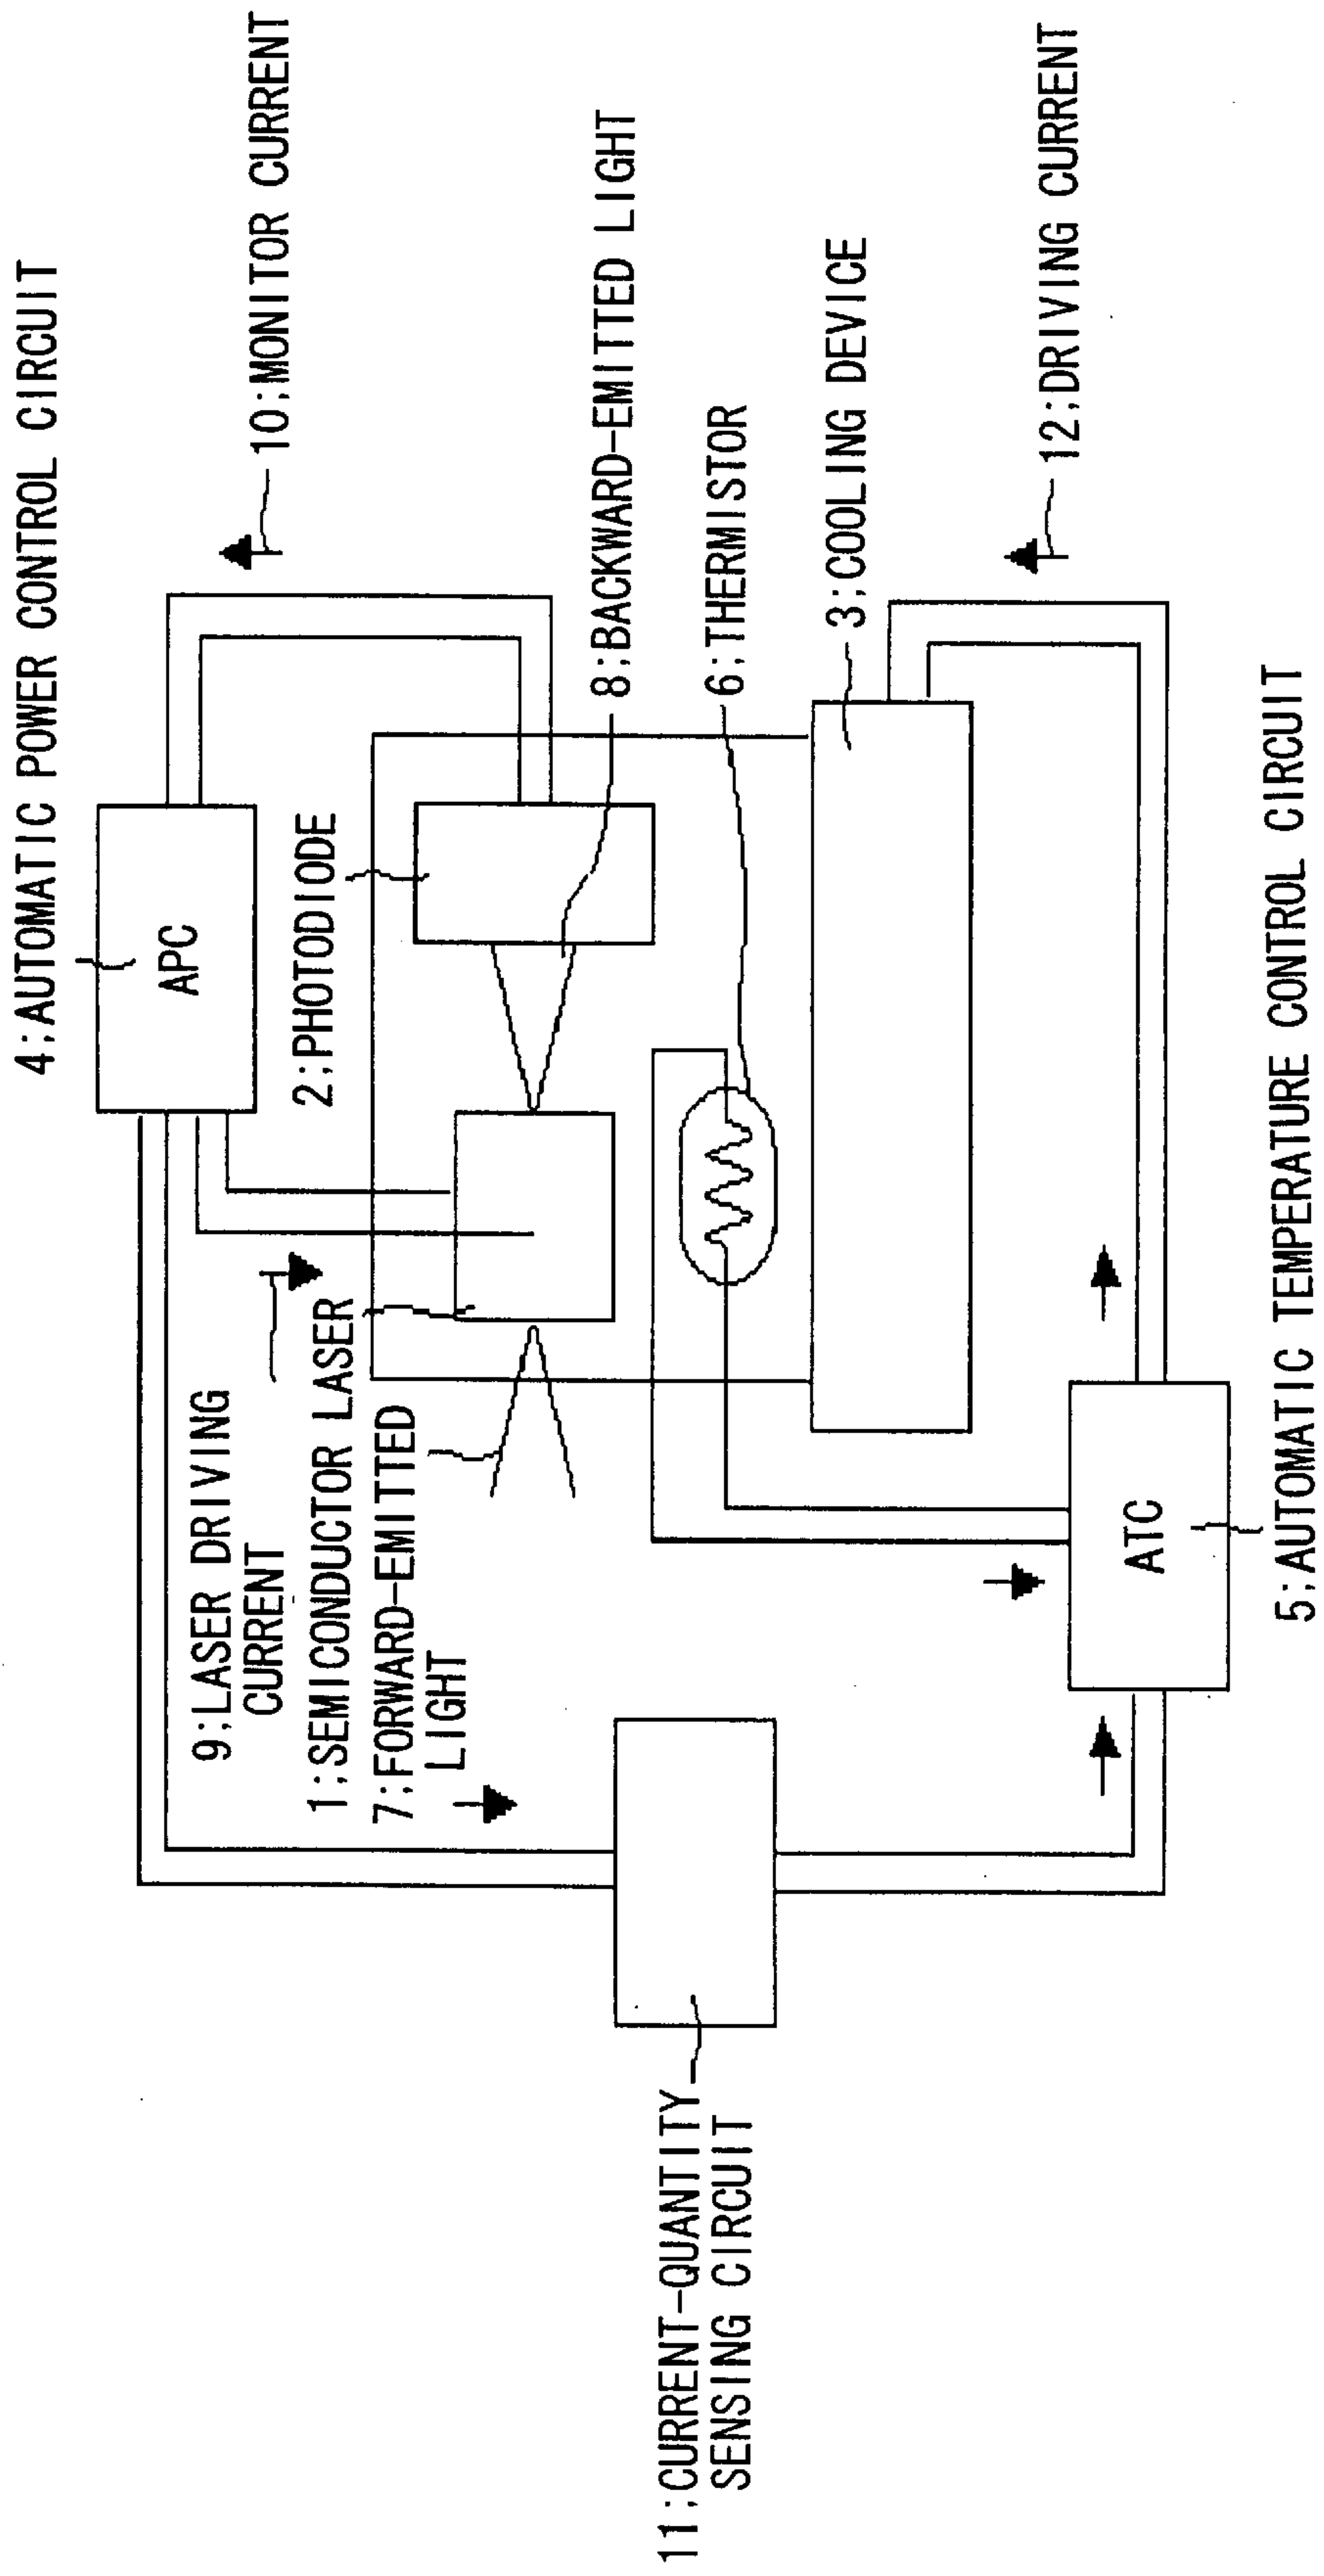 4;AUTOMATIC POWER CONTROL CIRCUIT
APC
10;MONITOR CURRENT
9;LASER DRIVING
CURRENT
2;PHOTODIODE
1;SEMICONDUCTOR LASER
7;FORWARD-EMITTED
LIGHT
8;BACKWARD-EMITTED LIGHT
6;THERMISTOR
3;COOLING DEVICE
11;CURRENT-QUANTITY
SENSING CIRCUIT
12;DRIVING CURRENT
ATC
5;AUTOMATIC TEMPERATURE CONTROL CIRCUIT